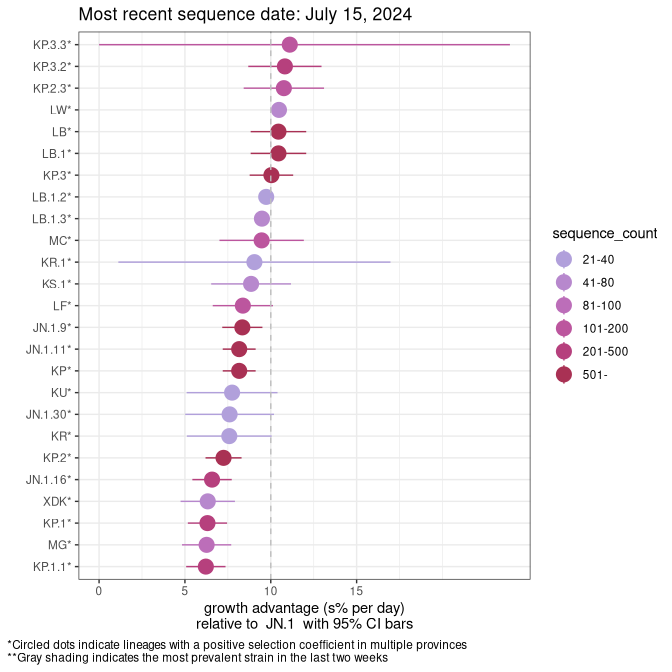 Most recent sequence date: July 15, 2024
KP.3.3*
KP.3.2*
KP.2.3*
LW*
LB*
LB.1*
KP.3*
LB.1.2*
LB.1.3*
MC*
KR.1*
KS.1*
LF*
JN.1.9*
JN.1.11*
KP*
KU*
JN.1.30*
KR*
KP.2*
JN.1.16*
XDK*
KP.1*
MG*
KP.1.1*
0 5 10 15
growth advantage (s% per day)
relative to JN.1 with 95% CI bars
sequence_count
21-40
41-80
81-100
101-200
201-500
501-
*Circled dots indicate lineages with a positive selection coefficient in multiple provinces
**Gray shading indicates the most prevalent strain in the last two weeks